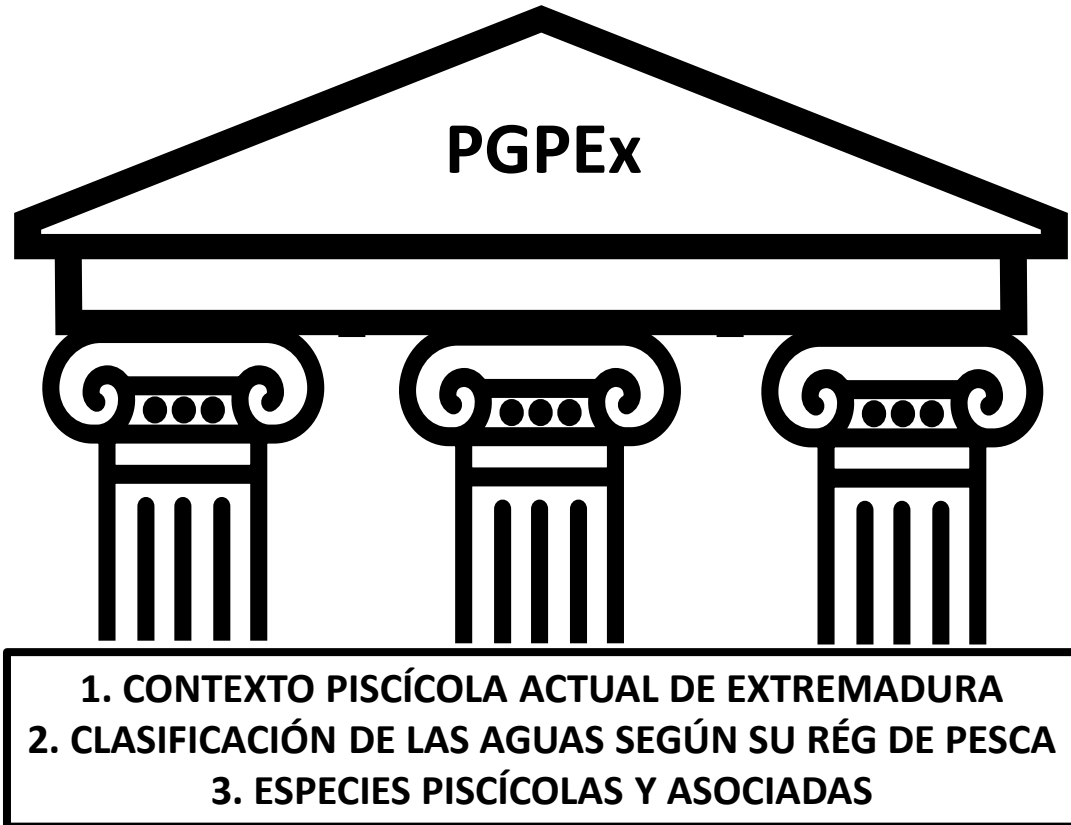 PGPEx
1. CONTEXTO PISCÍCOLA ACTUAL DE EXTREMADURA
2. CLASIFICACIÓN DE LAS AGUAS SEGÚN SU RÉG DE PESCA
3. ESPECIES PISCÍCOLAS Y ASOCIADAS